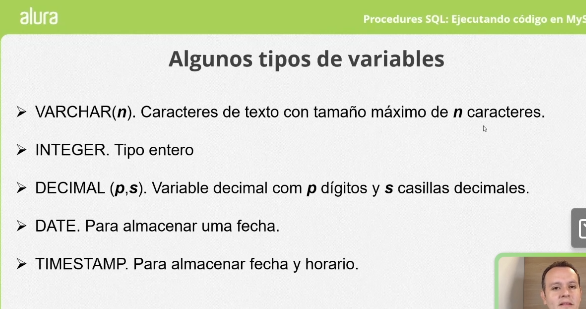 alura
Procedures SQL: Ejecutando código en MyS
Algunos tipos de variables
➢ VARCHAR(n). Caracteres de texto con tamaño máximo de n caracteres.
➢ INTEGER. Tipo entero
➢ DECIMAL (p,s). Variable decimal com p dígitos y s casillas decimales.
➢ DATE. Para almacenar uma fecha.
➢ TIMESTAMP. Para almacenar fecha y horario.